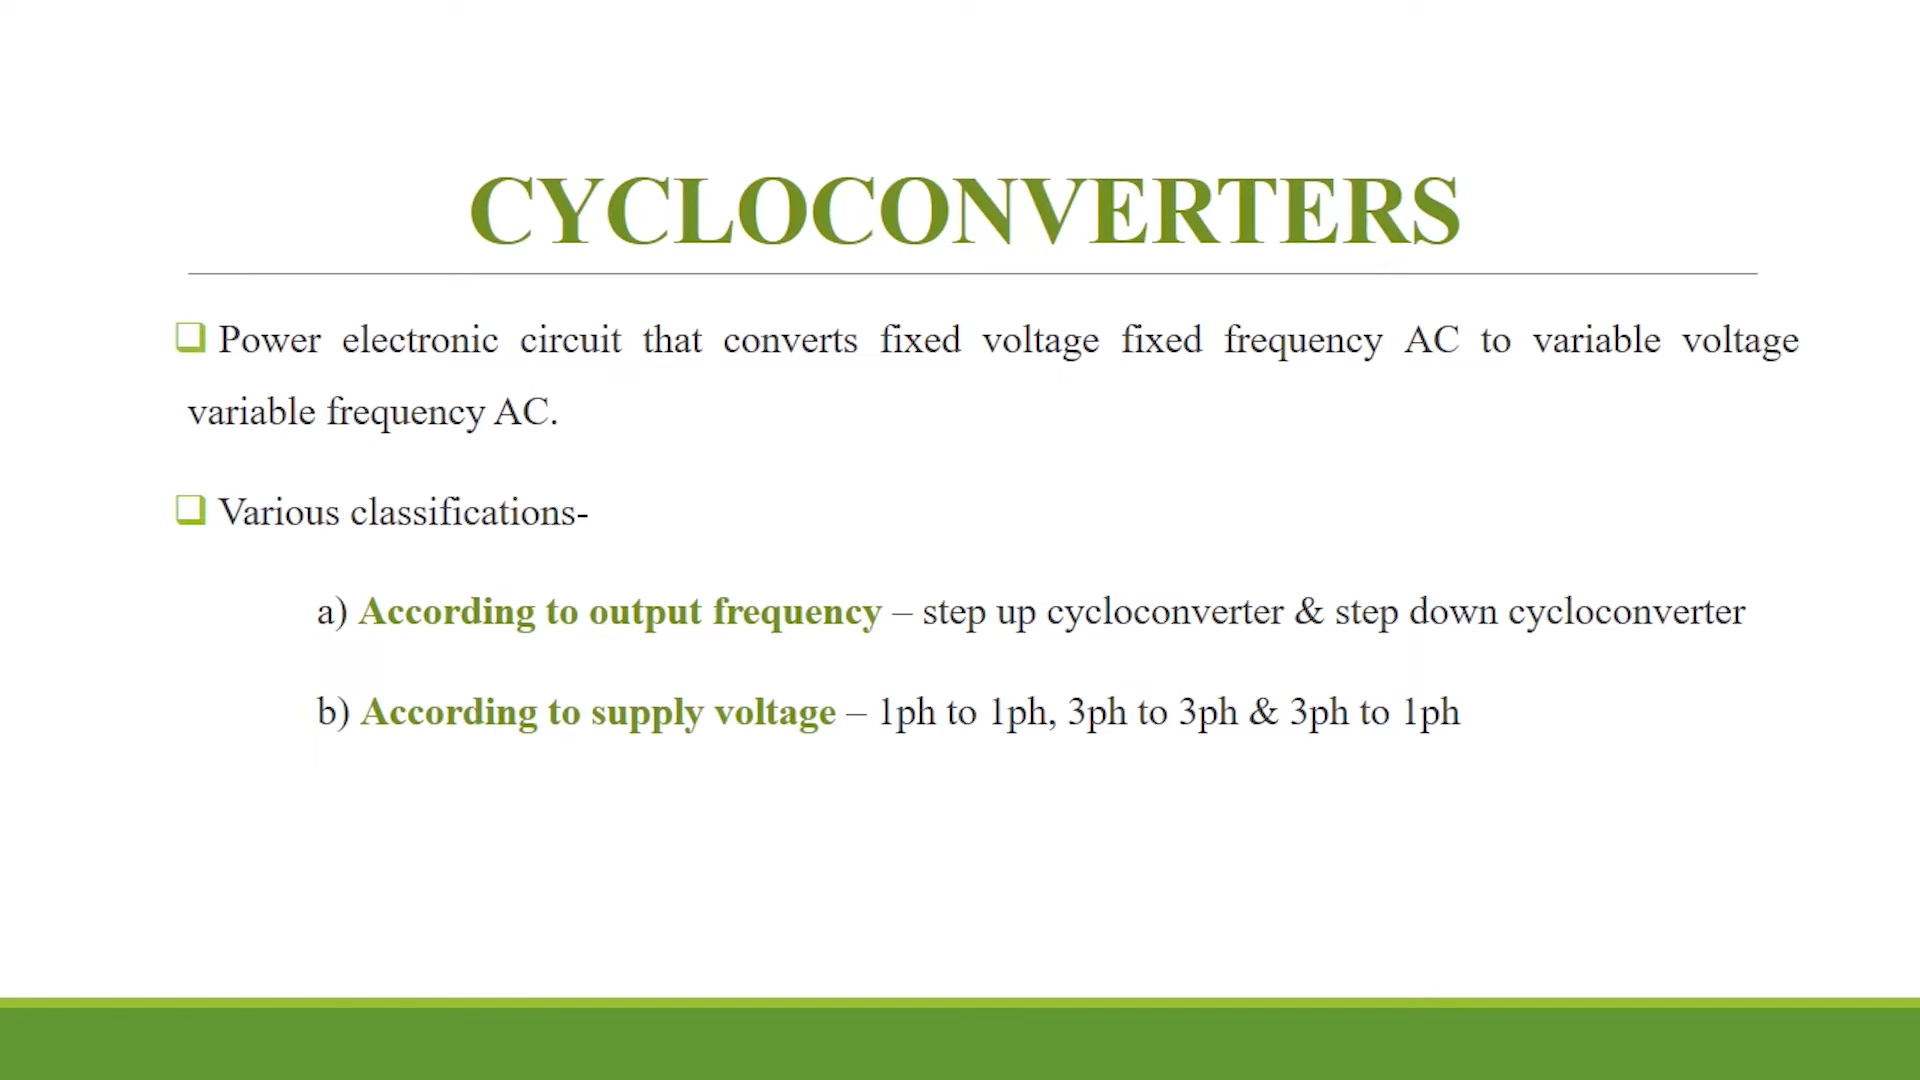 CYCLOCONVERTERS
Power electronic circuit that converts fixed voltage fixed frequency AC to variable voltage
variable frequency AC.
Various classifications-
a) According to output frequency – step up cycloconverter & step down cycloconverter
b) According to supply voltage – 1ph to 1ph, 3ph to 3ph & 3ph to 1ph